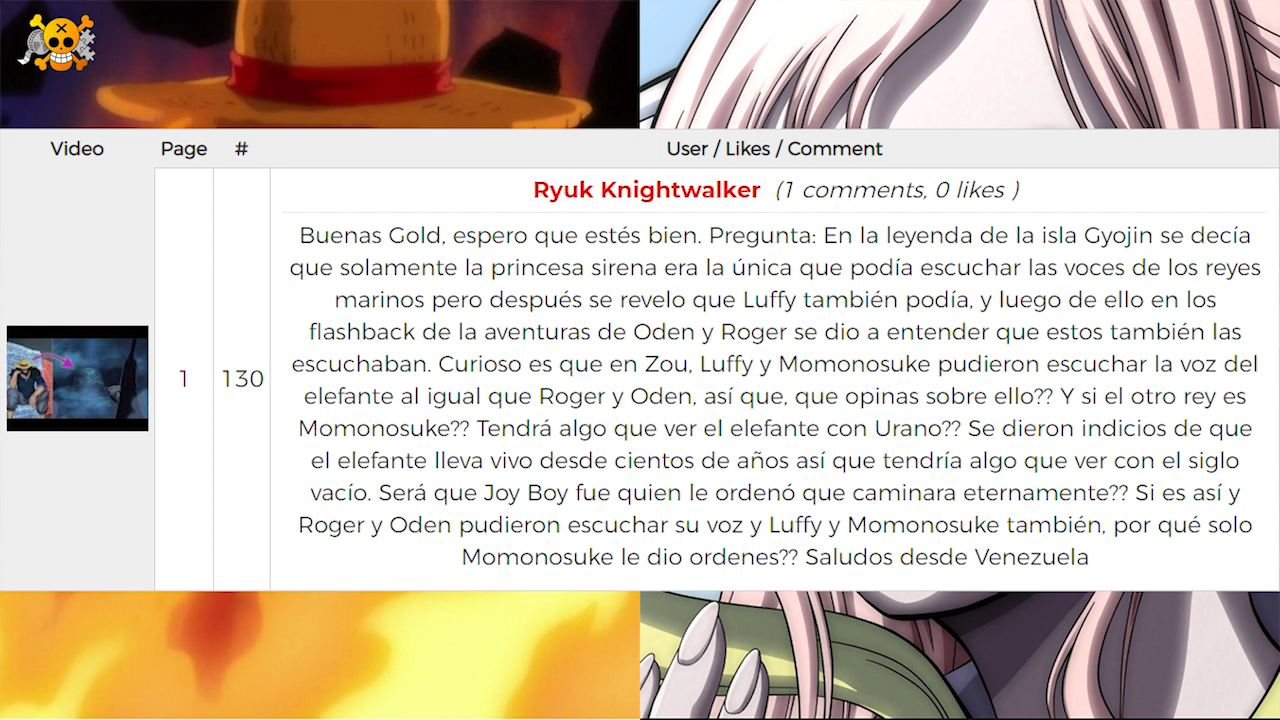 Video Page # User / Likes / Comment
Ryuk Knightwalker (1 comments, 0 likes )
1 130
Buenas Gold, espero que estés bien. Pregunta: En la leyenda de la isla Gyojin se decía
que solamente la princesa sirena era la única que podía escuchar las voces de los reyes
marinos pero después se revelo que Luffy también podía, y luego de ello en los
flashback de la aventuras de Oden y Roger se dio a entender que estos también las
escuchaban. Curioso es que en Zou, Luffy y Momonosuke pudieron escuchar la voz del
elefante al igual que Roger y Oden, así que, que opinas sobre ello?? Y si el otro rey es
Momonosuke?? Tendrá algo que ver el elefante con Urano?? Se dieron indicios de que
el elefante lleva vivo desde cientos de años así que tendría algo que ver con el siglo
vacío. Será que Joy Boy fue quien le ordenó que caminara eternamente?? Si es así y
Roger y Oden pudieron escuchar su voz y Luffy y Momonosuke también, por qué solo
Momonosuke le dio ordenes?? Saludos desde Venezuela